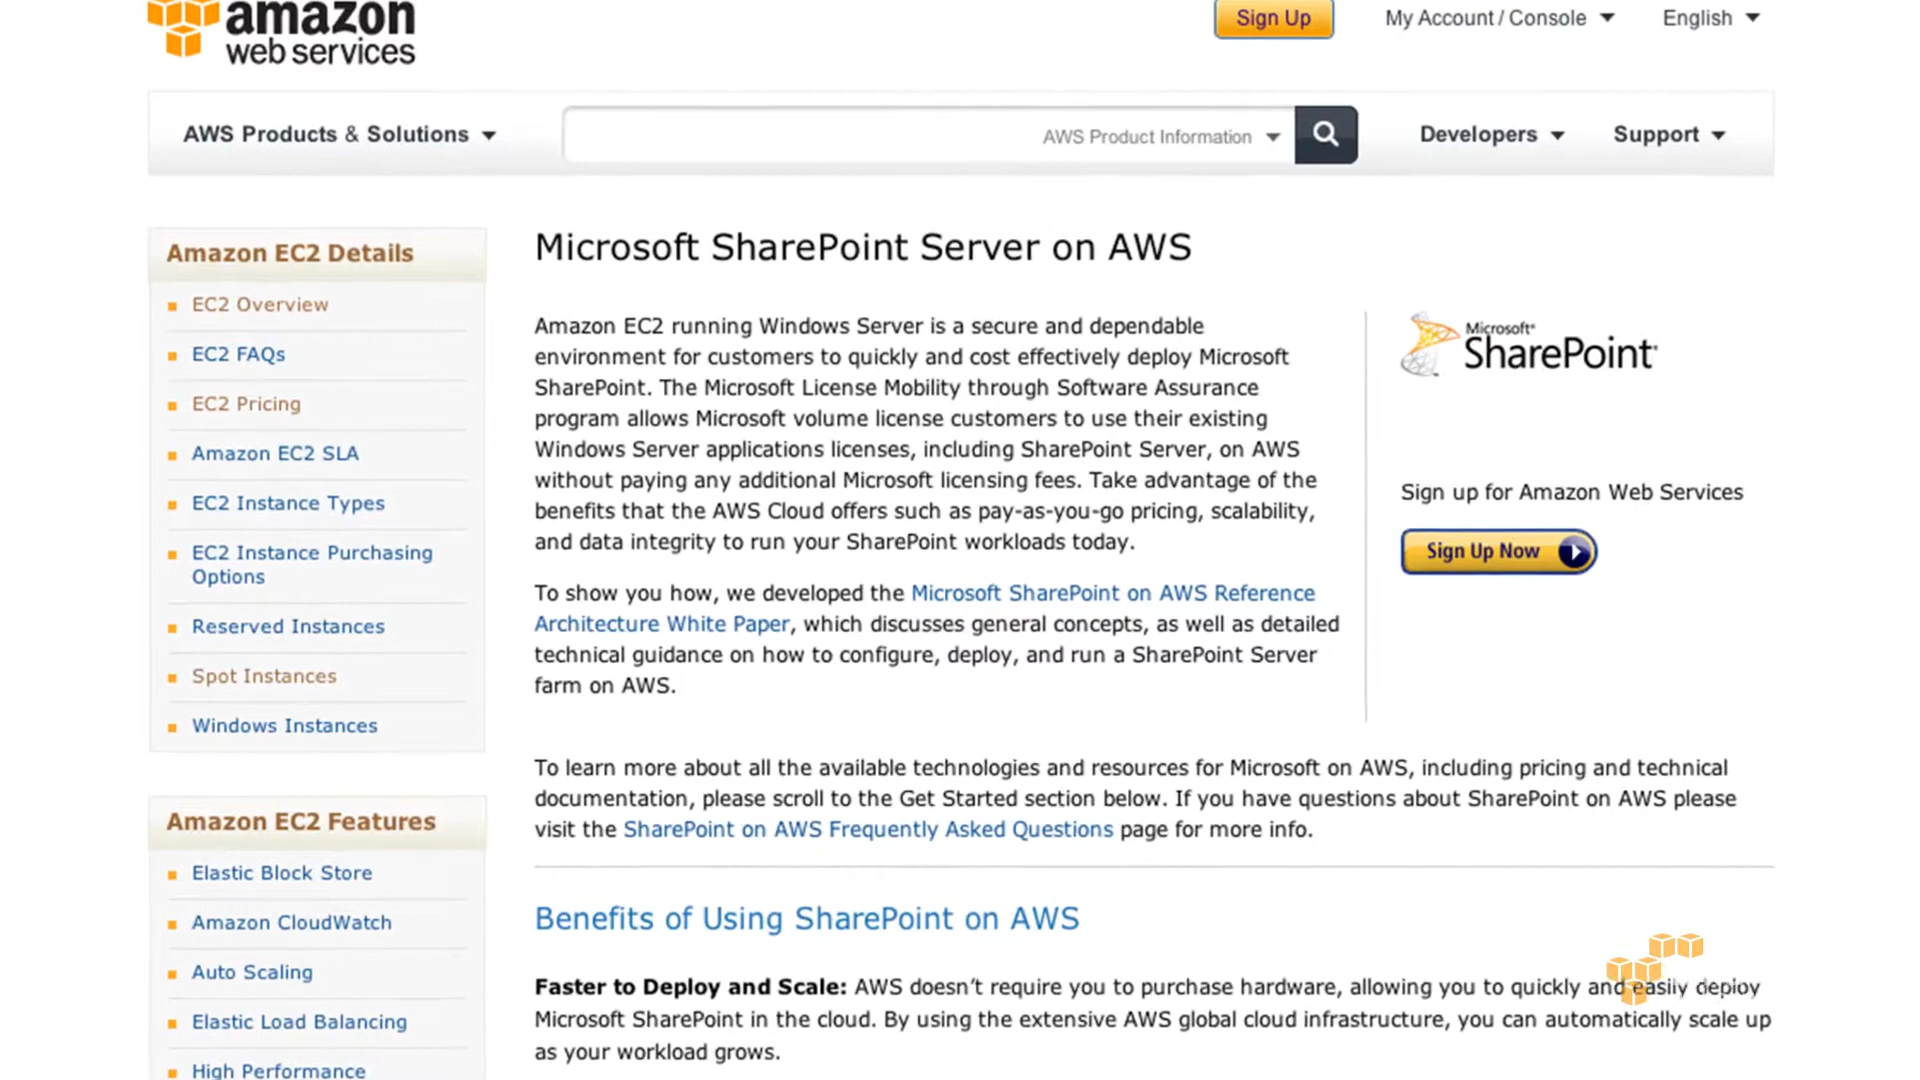 amazon
web services
Sign Up
My Account / Console
English
AWS Products & Solutions
AWS Product Information
Developers
Support
Amazon EC2 Details
EC2 Overview
EC2 FAQs
EC2 Pricing
Amazon EC2 SLA
EC2 Instance Types
EC2 Instance Purchasing
Options
Reserved Instances
Spot Instances
Windows Instances
Amazon EC2 Features
Elastic Block Store
Amazon CloudWatch
Auto Scaling
Elastic Load Balancing
High Performance
Microsoft SharePoint Server on AWS
Amazon EC2 running Windows Server is a secure and dependable
environment for customers to quickly and cost effectively deploy Microsoft
SharePoint. The Microsoft License Mobility through Software Assurance
program allows Microsoft volume license customers to use their existing
Windows Server applications licenses, including SharePoint Server, on AWS
without paying any additional Microsoft licensing fees. Take advantage of the
benefits that the AWS Cloud offers such as pay-as-you-go pricing, scalability,
and data integrity to run your SharePoint workloads today.
To show you how, we developed the Microsoft SharePoint on AWS Reference
Architecture White Paper, which discusses general concepts, as well as detailed
technical guidance on how to configure, deploy, and run a SharePoint Server
farm on AWS.
Microsoft®
SharePoint
Sign up for Amazon Web Services
Sign Up Now
To learn more about all the available technologies and resources for Microsoft on AWS, including pricing and technical
documentation, please scroll to the Get Started section below. If you have questions about SharePoint on AWS please
visit the SharePoint on AWS Frequently Asked Questions page for more info.
Benefits of Using SharePoint on AWS
Faster to Deploy and Scale: AWS doesn't require you to purchase hardware, allowing you to quickly and easily deploy
Microsoft SharePoint in the cloud. By using the extensive AWS global cloud infrastructure, you can automatically scale up
as your workload grows.